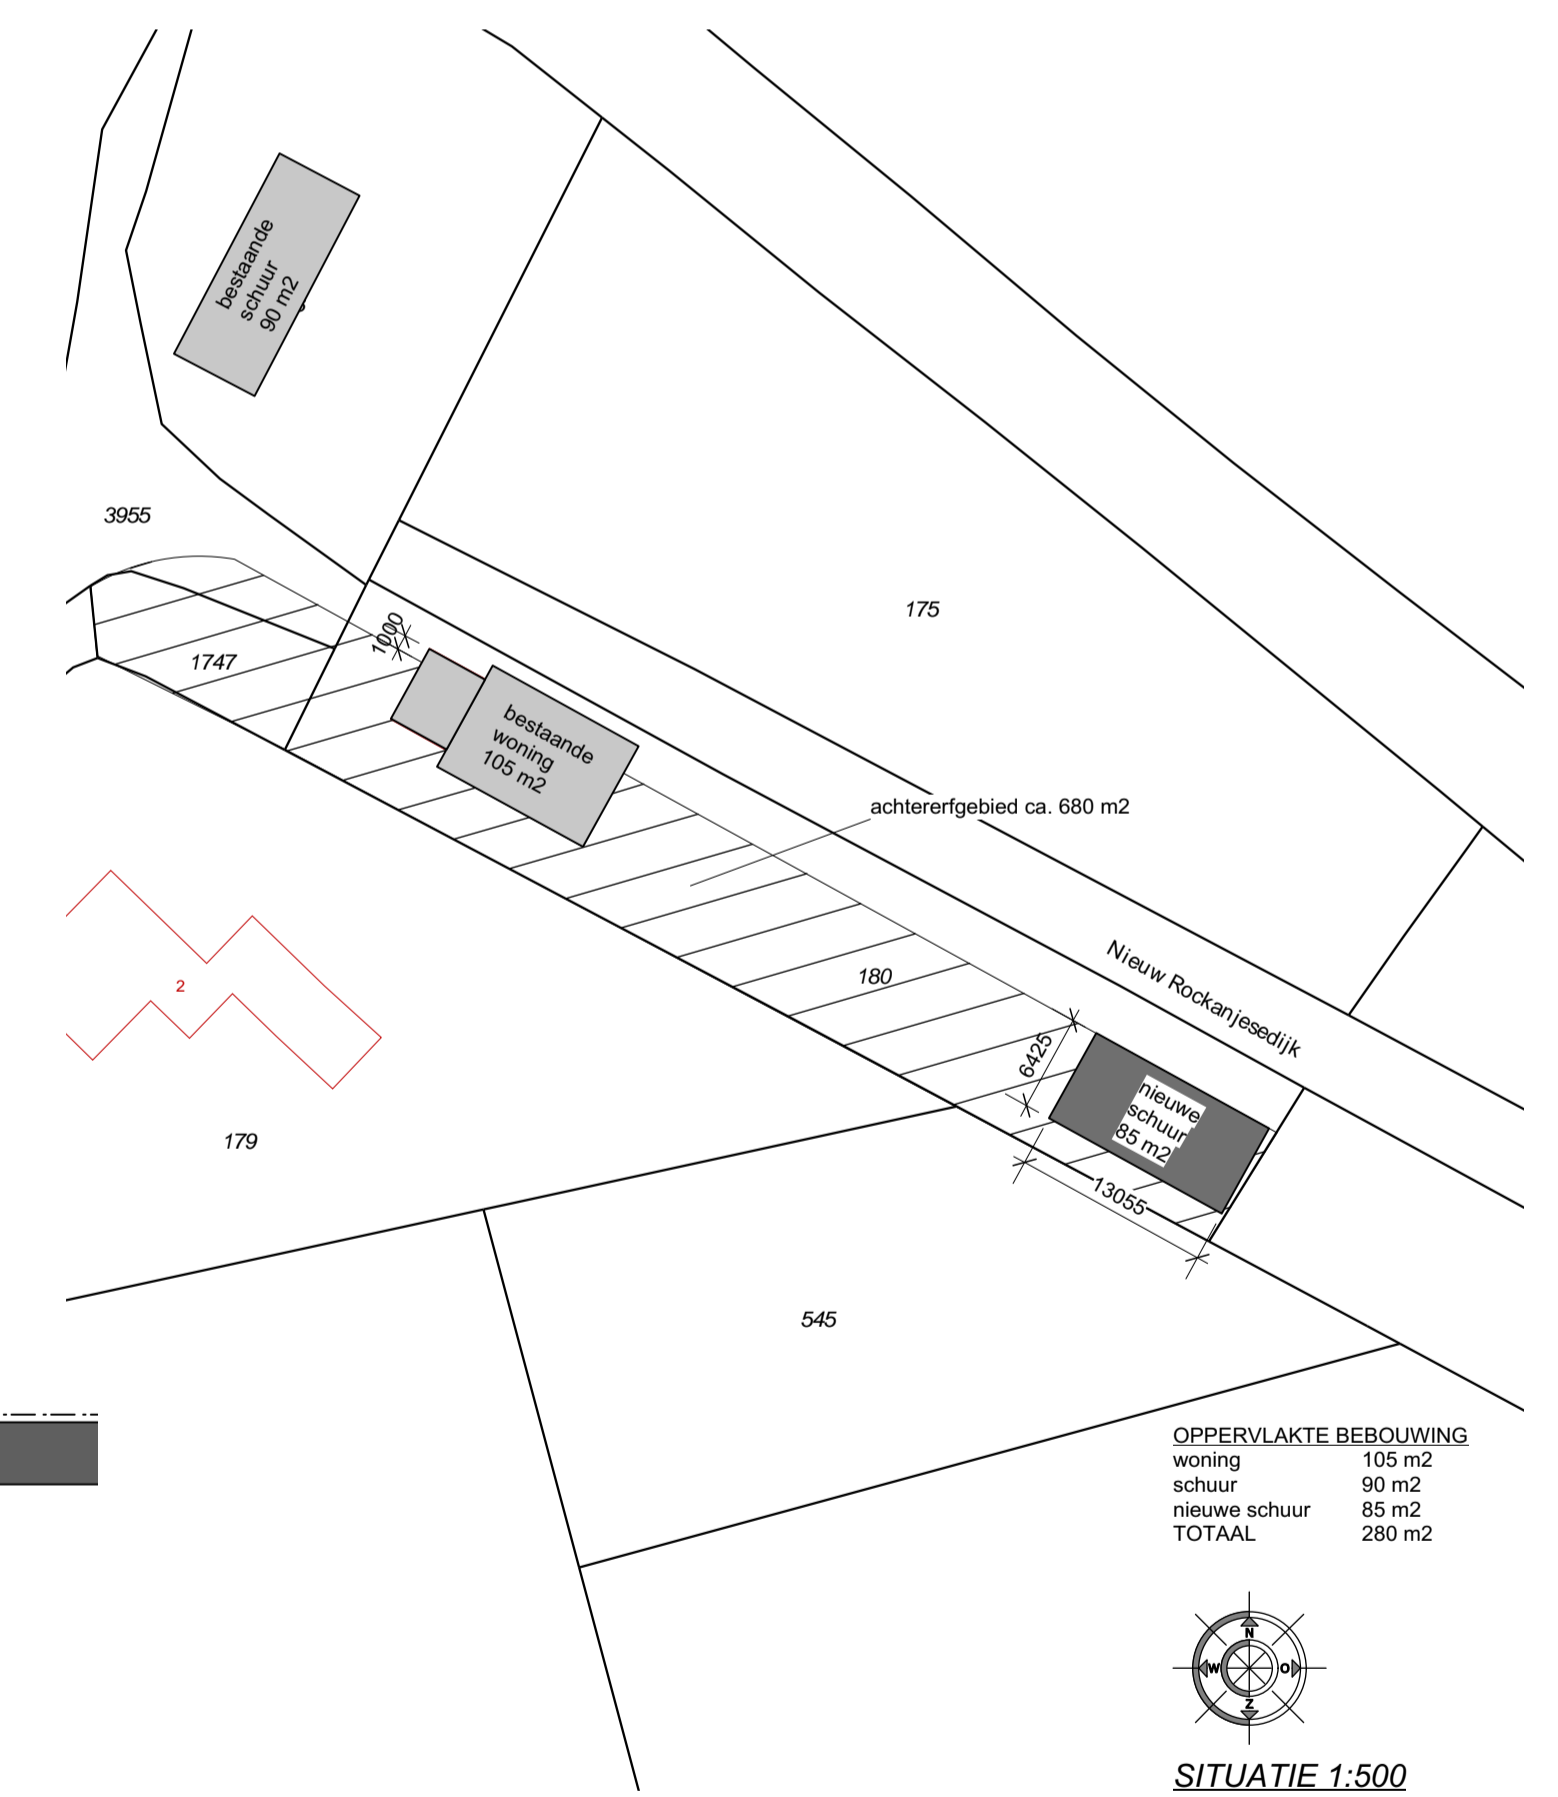 bestaande
schuur
90 m2
3955
175
1000
1747
bestaande
woning
105 m2
achtererfgebied ca. 680 m2
180
Nieuw Rockanjesedijk
2
6425
nieuwe
schuur
85 m2
179
13055
545
OPPERVLAKTE BEBOUWING
woning 105 m2
schuur 90 m2
nieuwe schuur 85 m2
TOTAAL 280 m2
N
W O
Z
SITUATIE 1:500